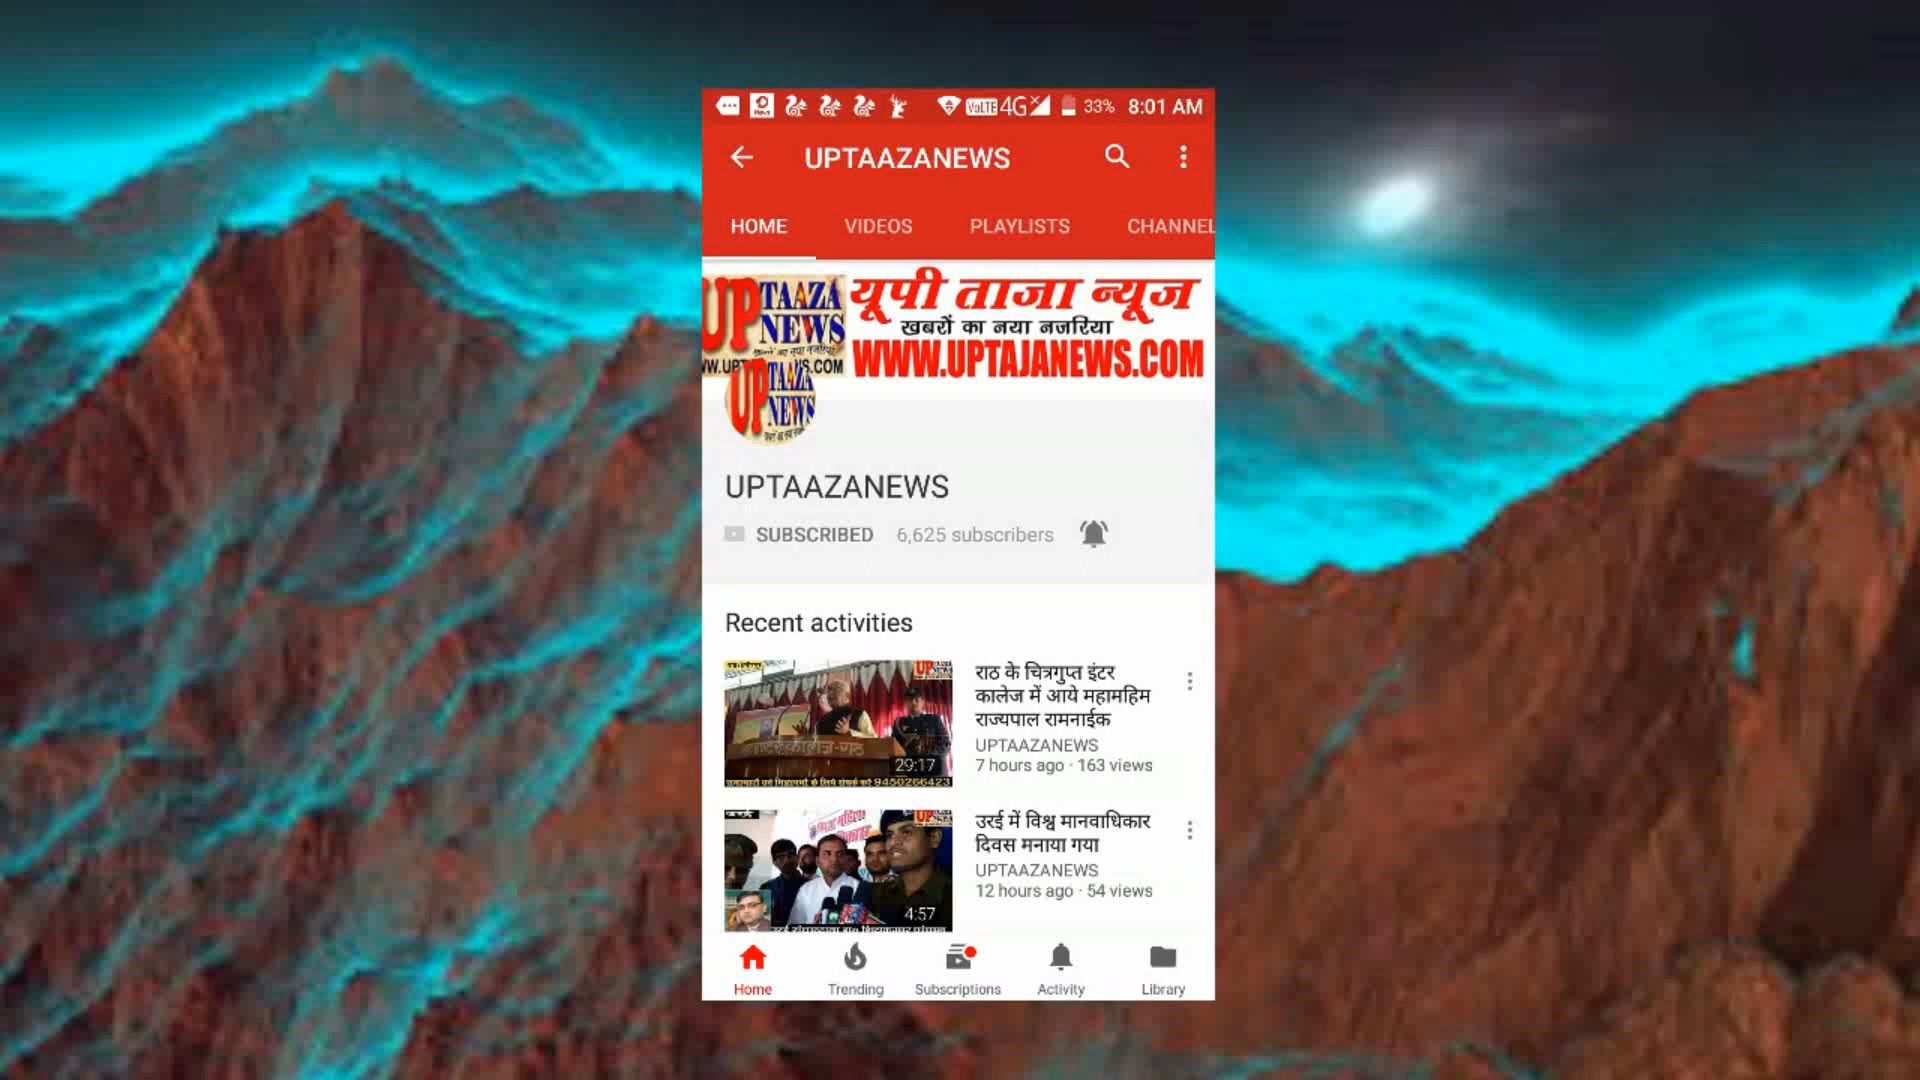 VoLTE 4G 33% 8:01 AM
UPTAAZANEWS
HOME VIDEOS PLAYLISTS CHANNEL
UP TAAZA NEWS
यूपी ताजा न्यूज
खबरों का नया नजरिया
WWW.UPTAJANEWS.COM
UP TAAZA NEWS
UPTAAZANEWS
SUBSCRIBED 6,625 subscribers
Recent activities
राठ के चित्रगुप्त इंटर
कालेज में आये महामहिम
राज्यपाल रामनाईक
UPTAAZANEWS
7 hours ago · 163 views
29:17
उरई में विश्व मानवाधिकार
दिवस मनाया गया
UPTAAZANEWS
12 hours ago · 54 views
4:57
Home Trending Subscriptions Activity Library